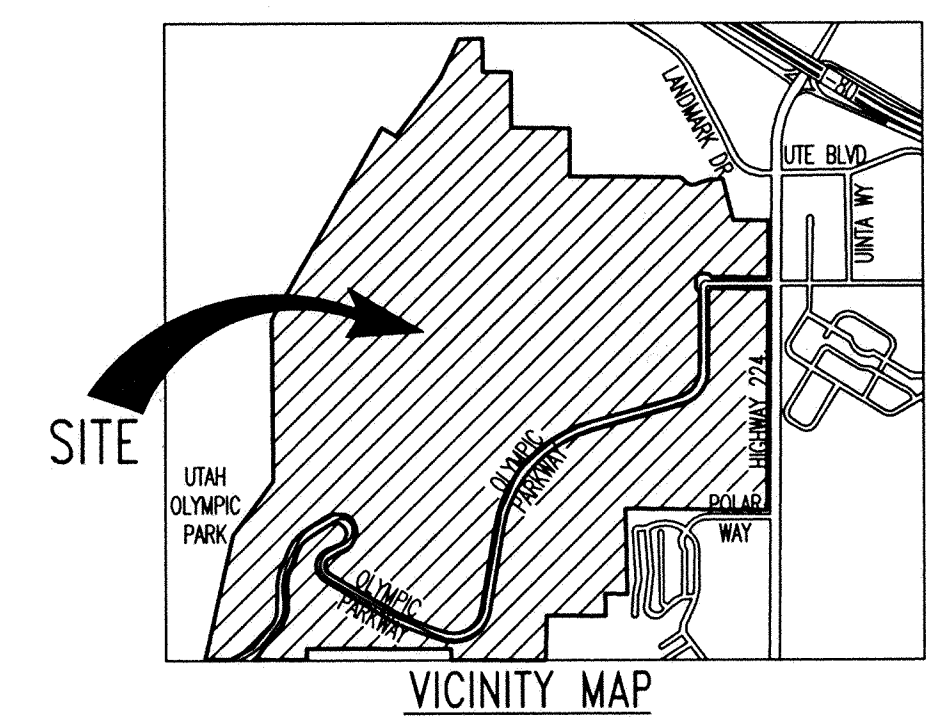 LANDMARK DR
I-80
UTE BLVD
UINTA WY
SITE
HIGHWAY 224
OLYMPIC
PARKWAY
UTAH
OLYMPIC
PARK
POLAR
WAY
OLYMPIC
PARKWAY
VICINITY MAP